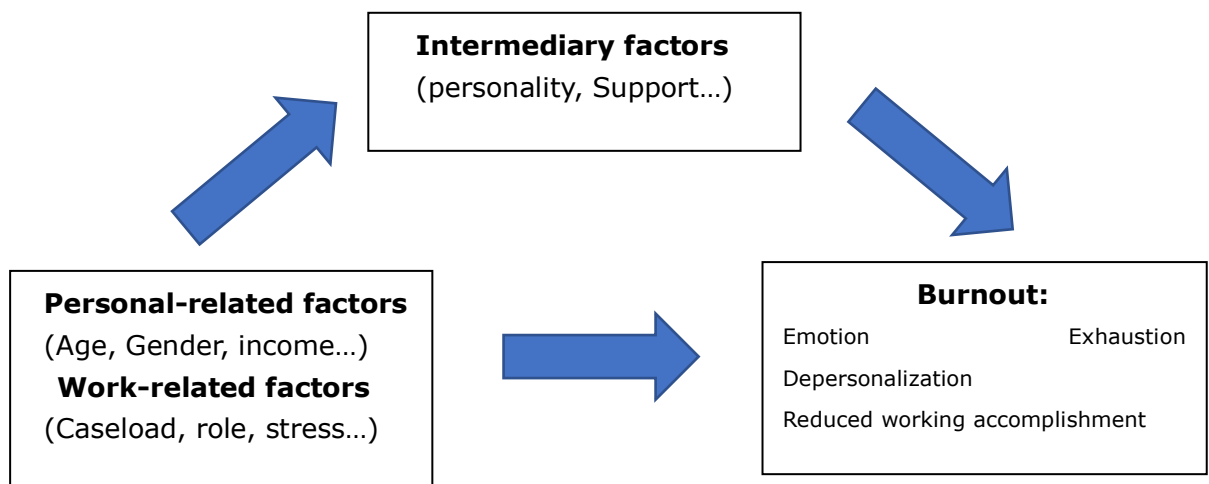 Intermediary factors
(personality, Support…)
Personal-related factors
(Age, Gender, income…)
Work-related factors
(Caseload, role, stress…)
Burnout:
Emotion Exhaustion
Depersonalization
Reduced working accomplishment